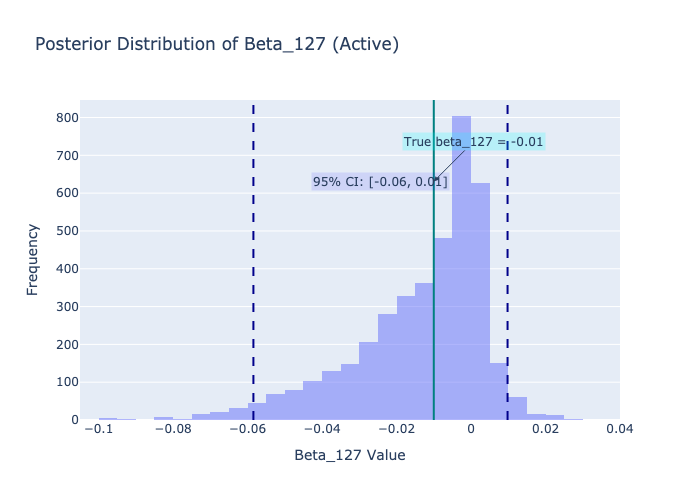 Posterior Distribution of Beta_127 (Active)
800
700
600
500
400
300
200
100
0
Frequency
True beta_127 = -0.01
95% CI: [-0.06, 0.01]
−0.1 −0.08 −0.06 −0.04 −0.02 0 0.02 0.04
Beta_127 Value